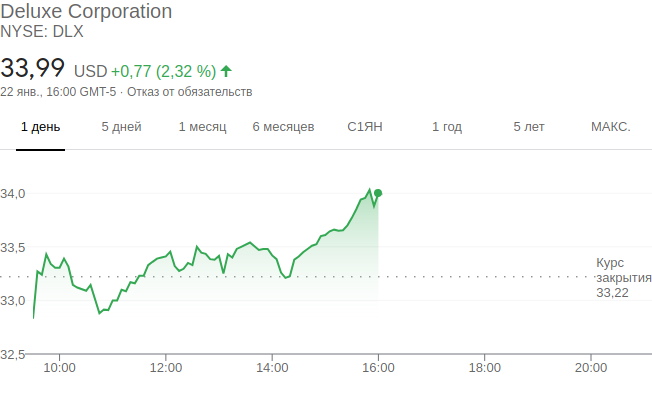 Deluxe Corporation
NYSE: DLX
33,99 USD +0,77 (2,32 %)
22 янв., 16:00 GMT-5 · Отказ от обязательств
1 день 5 дней 1 месяц 6 месяцев С1ЯН 1 год 5 лет МАКС.
34,0
33,5
Курс
закрытия
33,22
33,0
32,5
10:00 12:00 14:00 16:00 18:00 20:00